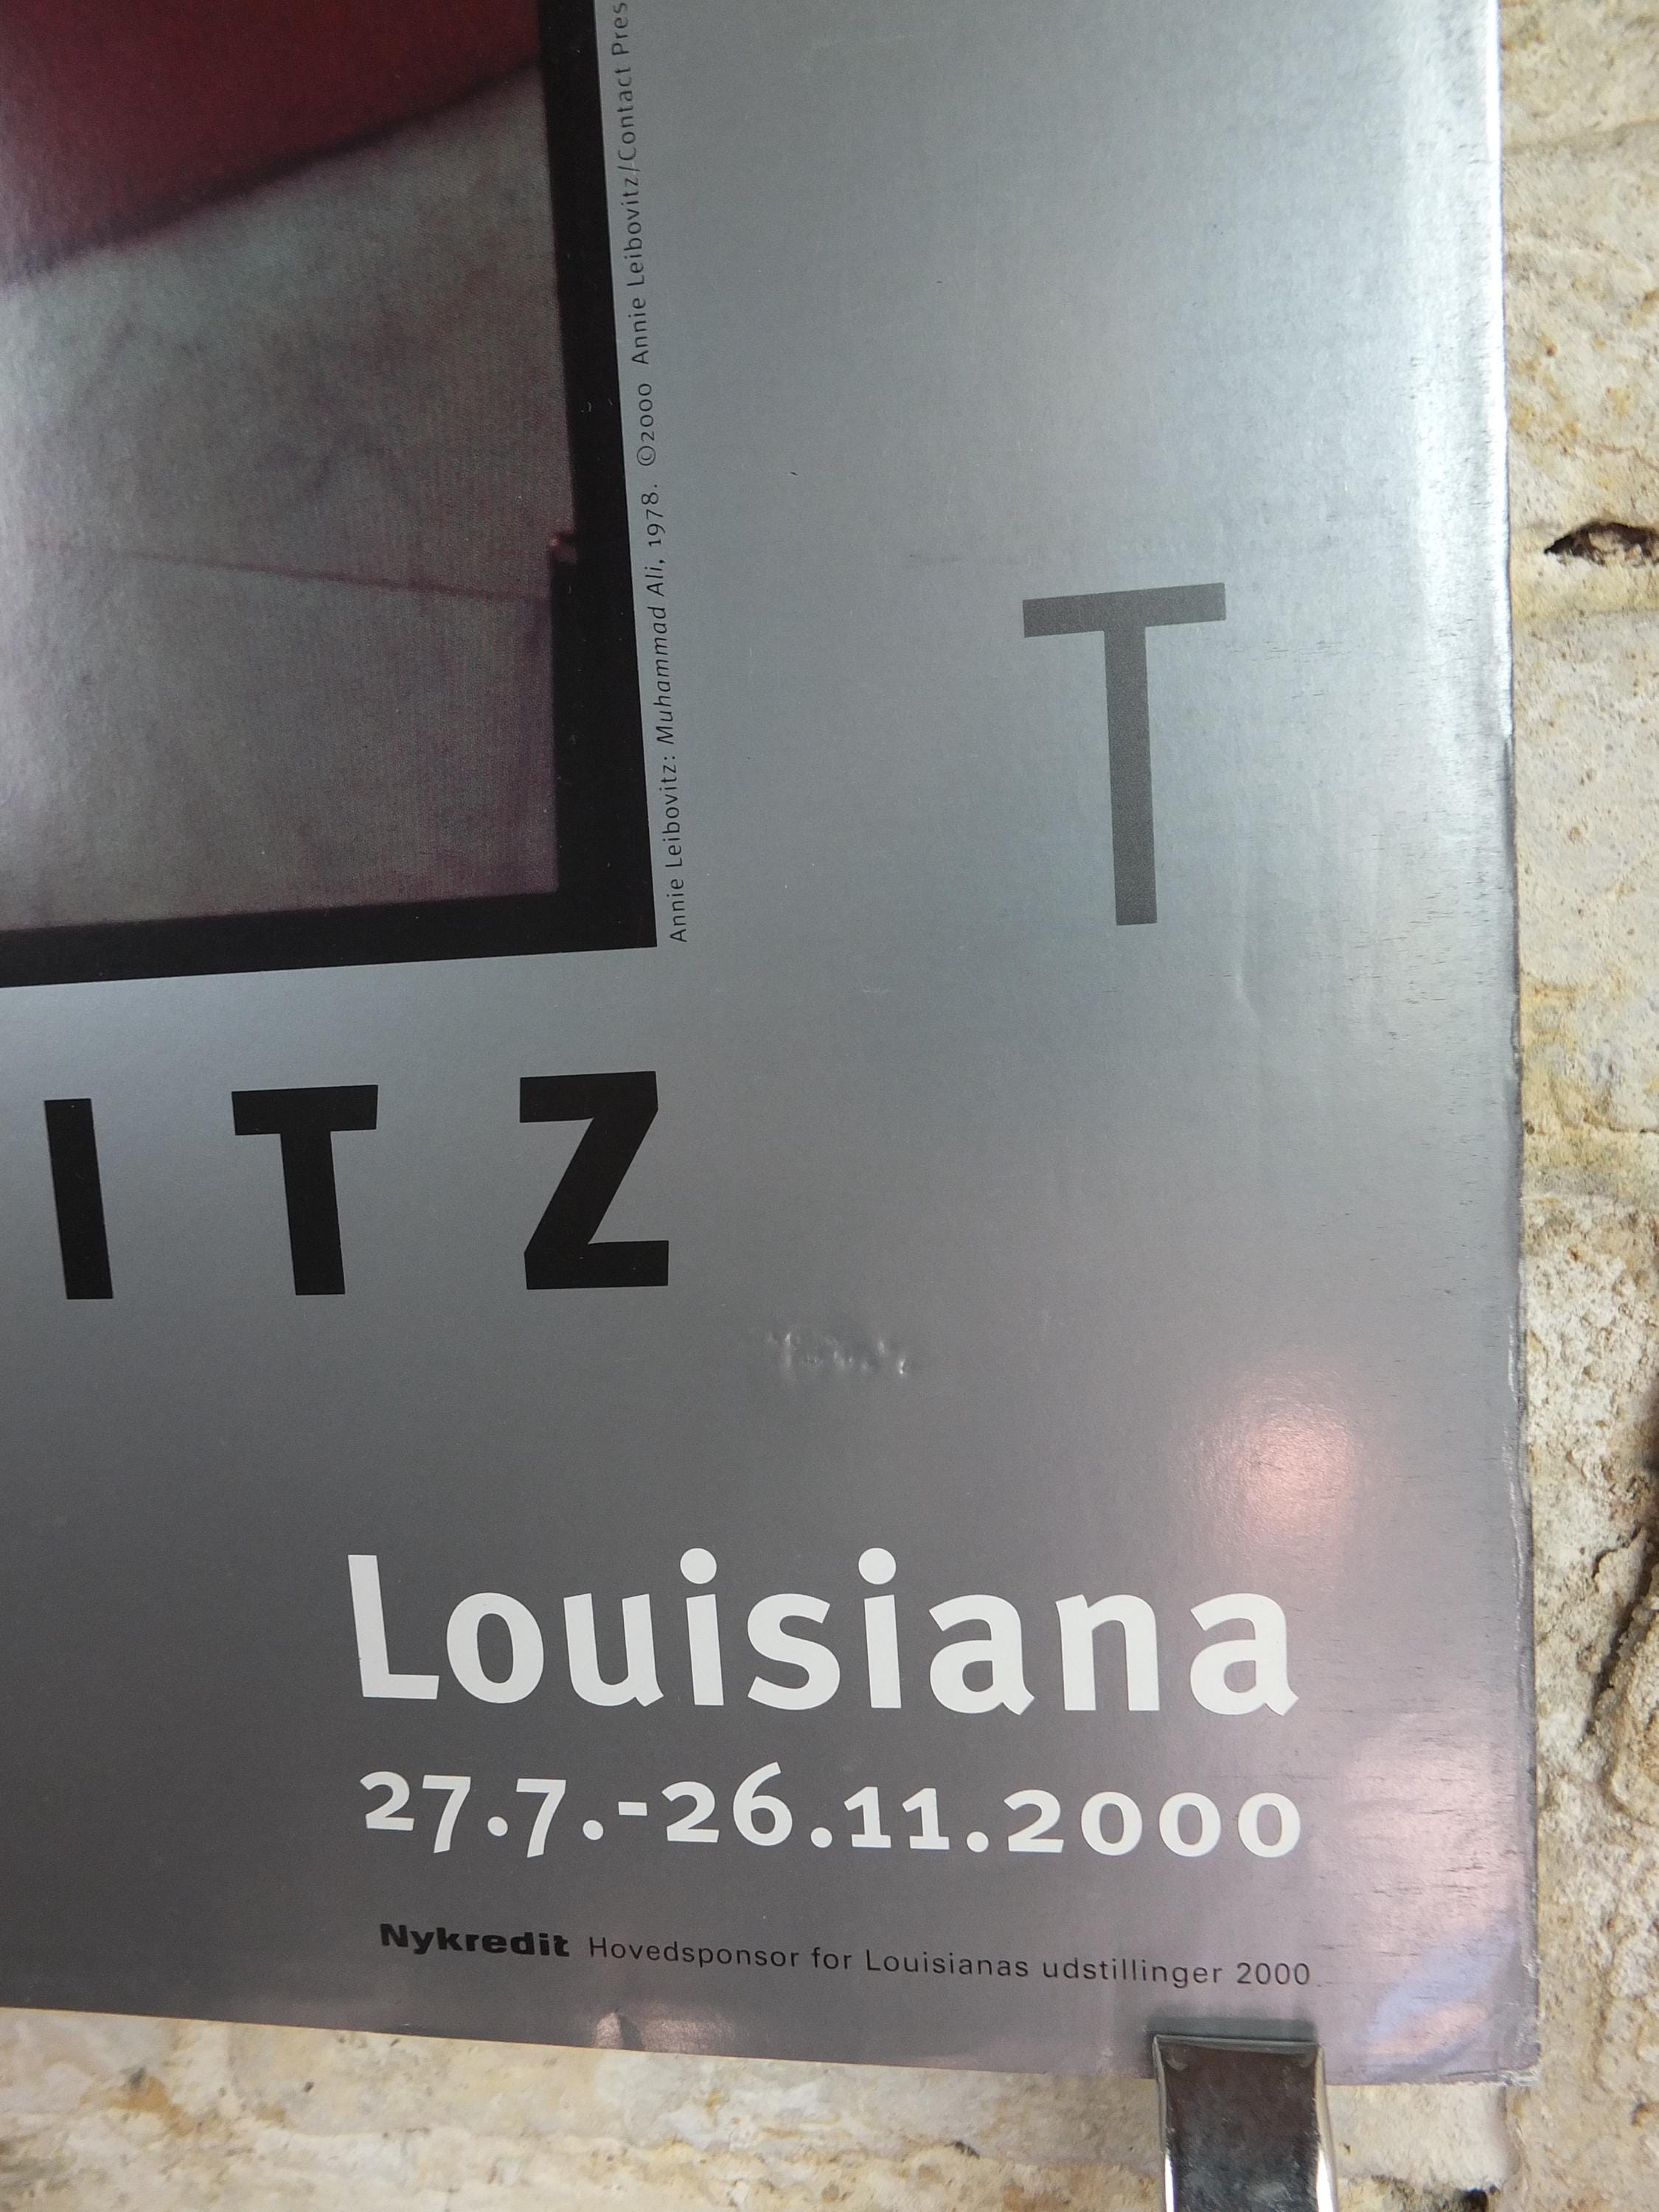 Annie Leibovitz: Muhammad Ali, 1978. ©2000 Annie Leibovitz/Contact Pres
T
ITZ
Louisiana
27.7.-26.11.2000
Nykredit Hovedsponsor for Louisianas udstillinger 2000